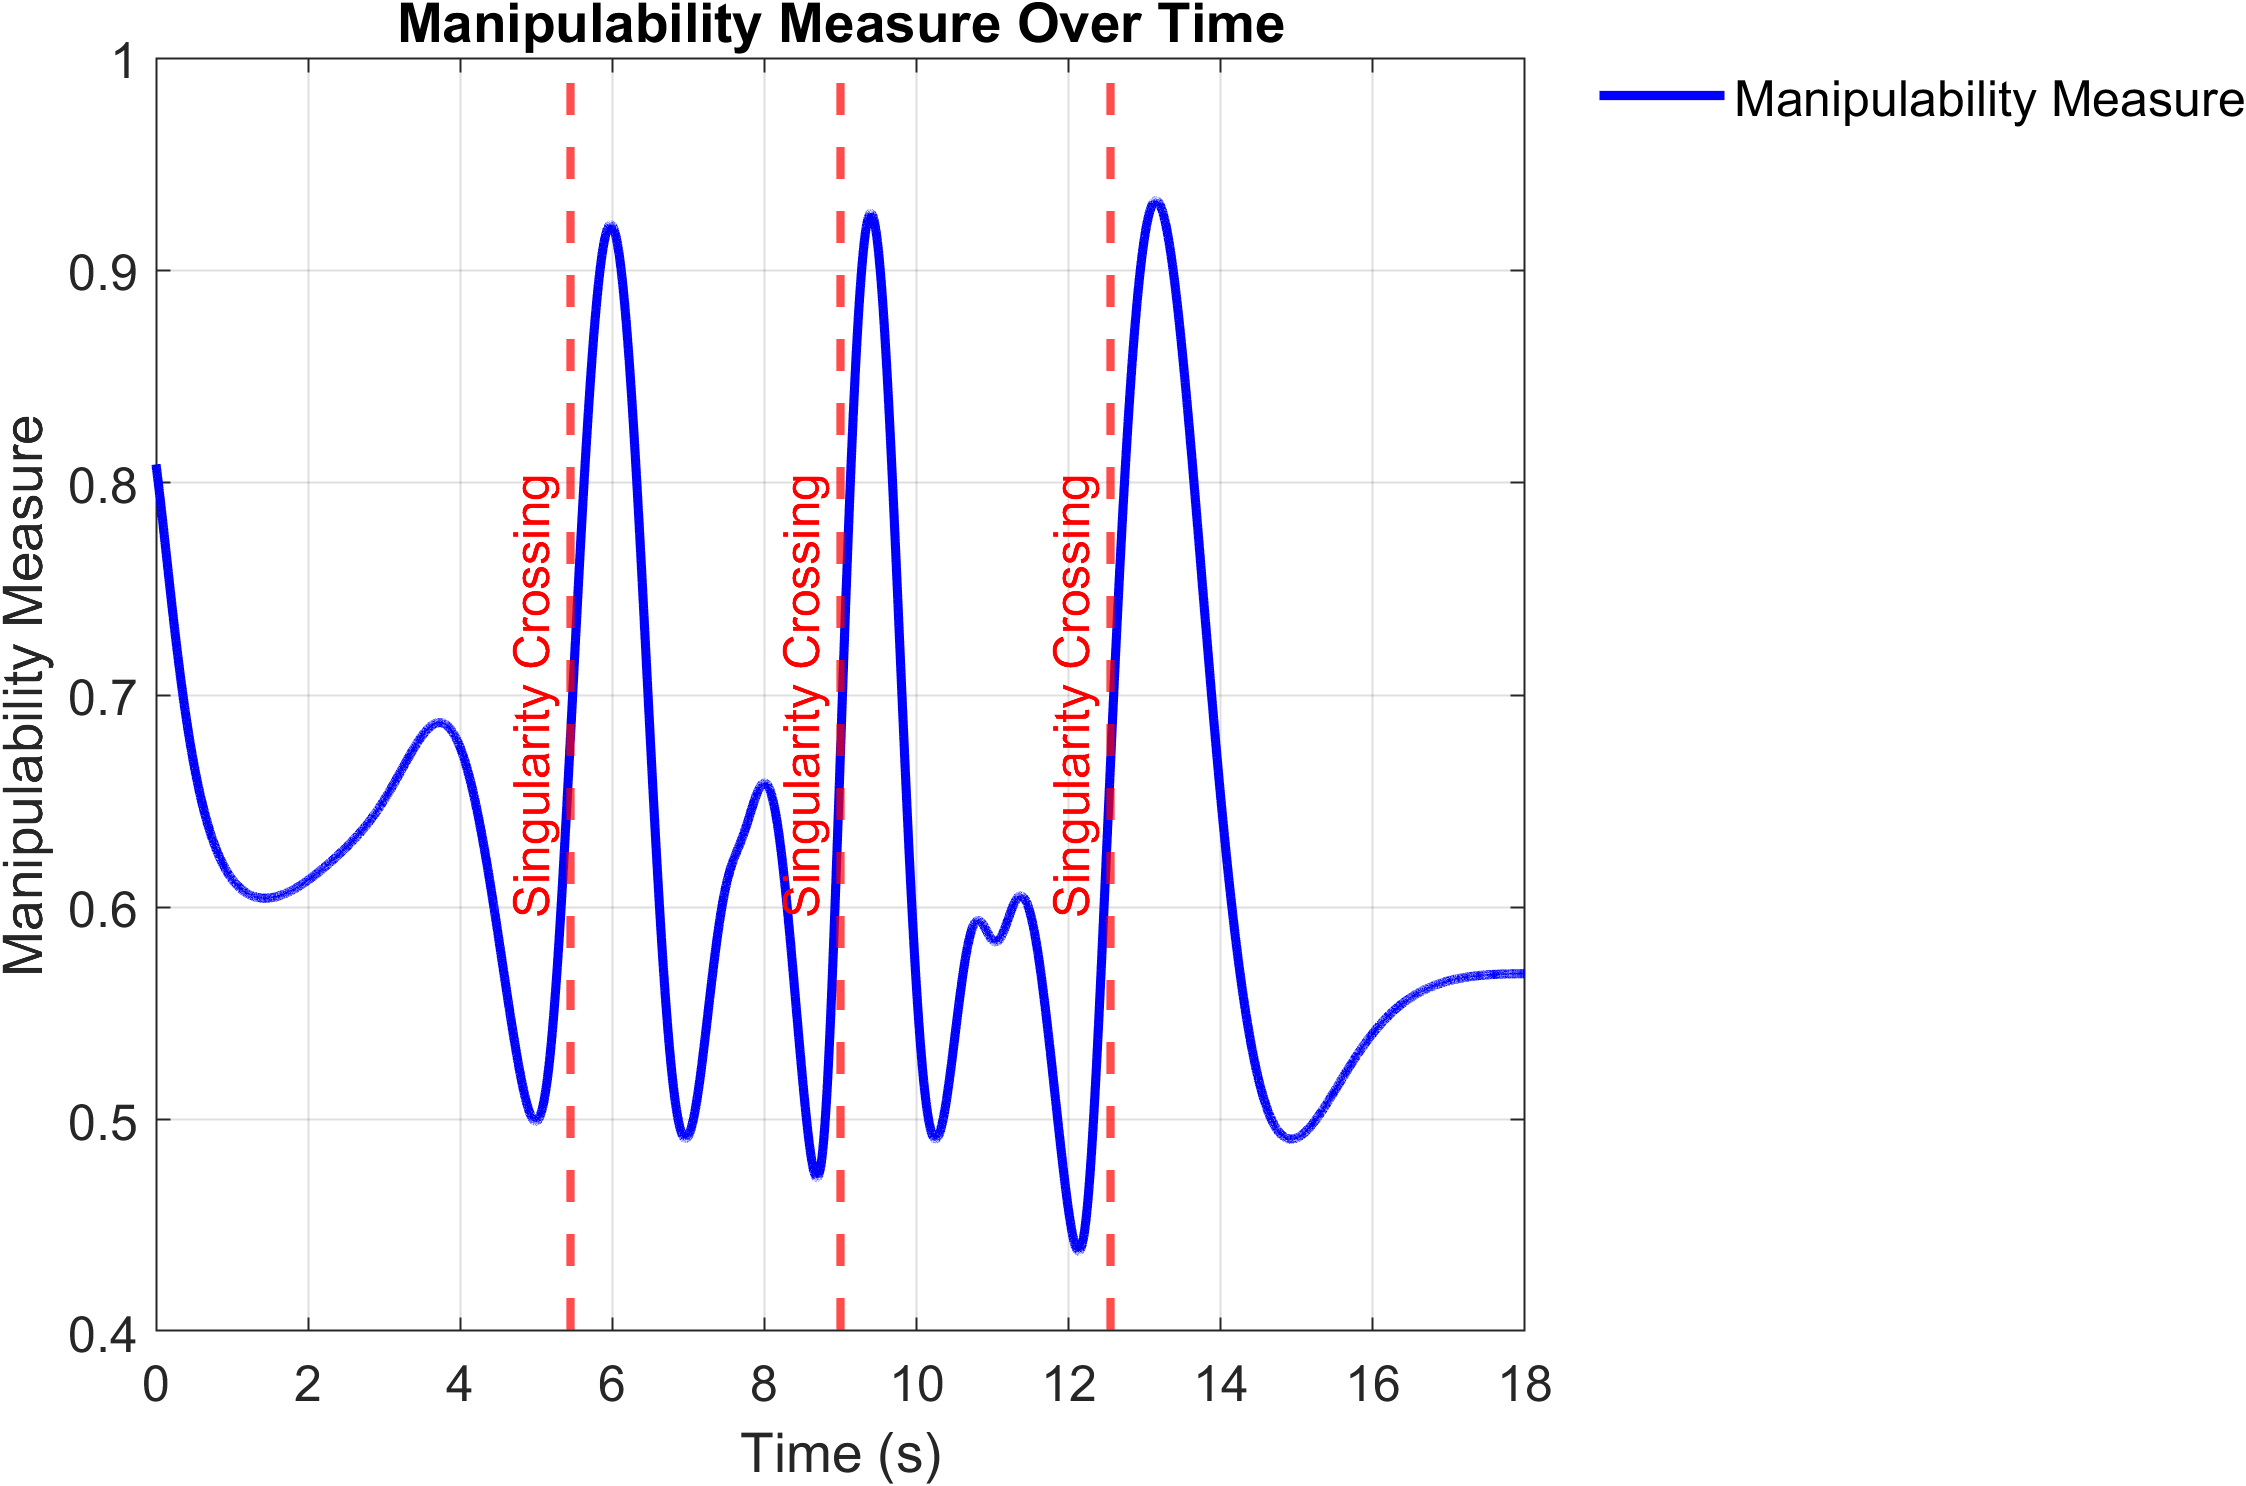 Manipulability Measure Over Time
Manipulability Measure
1
0.9
0.8
0.7
0.6
0.5
0.4
Manipulability Measure
Singularity Crossing
Singularity Crossing
Singularity Crossing
0 2 4 6 8 10 12 14 16 18
Time (s)